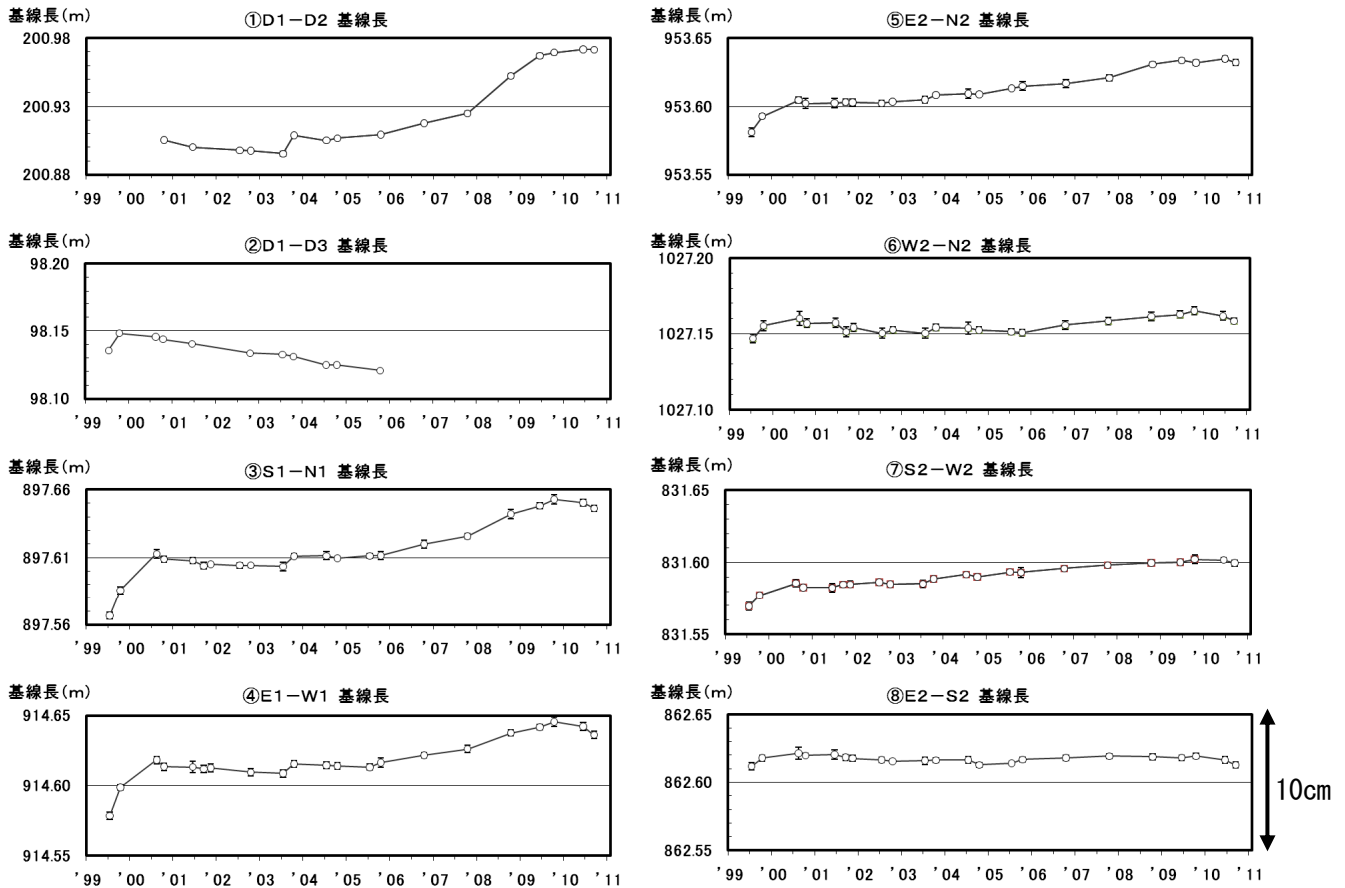 基線長(m)
①D1－D2 基線長
200.98
200.93
200.88
'99 '00 '01 '02 '03 '04 '05 '06 '07 '08 '09 '10 '11
基線長(m)
②D1－D3 基線長
98.20
98.15
98.10
'99 '00 '01 '02 '03 '04 '05 '06 '07 '08 '09 '10 '11
基線長(m)
③S1－N1 基線長
897.66
897.61
897.56
'99 '00 '01 '02 '03 '04 '05 '06 '07 '08 '09 '10 '11
基線長(m)
④E1－W1 基線長
914.65
914.60
914.55
'99 '00 '01 '02 '03 '04 '05 '06 '07 '08 '09 '10 '11
基線長(m)
⑤E2－N2 基線長
953.65
953.60
953.55
'99 '00 '01 '02 '03 '04 '05 '06 '07 '08 '09 '10 '11
基線長(m)
⑥W2－N2 基線長
1027.20
1027.15
1027.10
'99 '00 '01 '02 '03 '04 '05 '06 '07 '08 '09 '10 '11
基線長(m)
⑦S2－W2 基線長
831.65
831.60
831.55
'99 '00 '01 '02 '03 '04 '05 '06 '07 '08 '09 '10 '11
基線長(m)
⑧E2－S2 基線長
862.65
862.60
862.55
'99 '00 '01 '02 '03 '04 '05 '06 '07 '08 '09 '10 '11
10cm